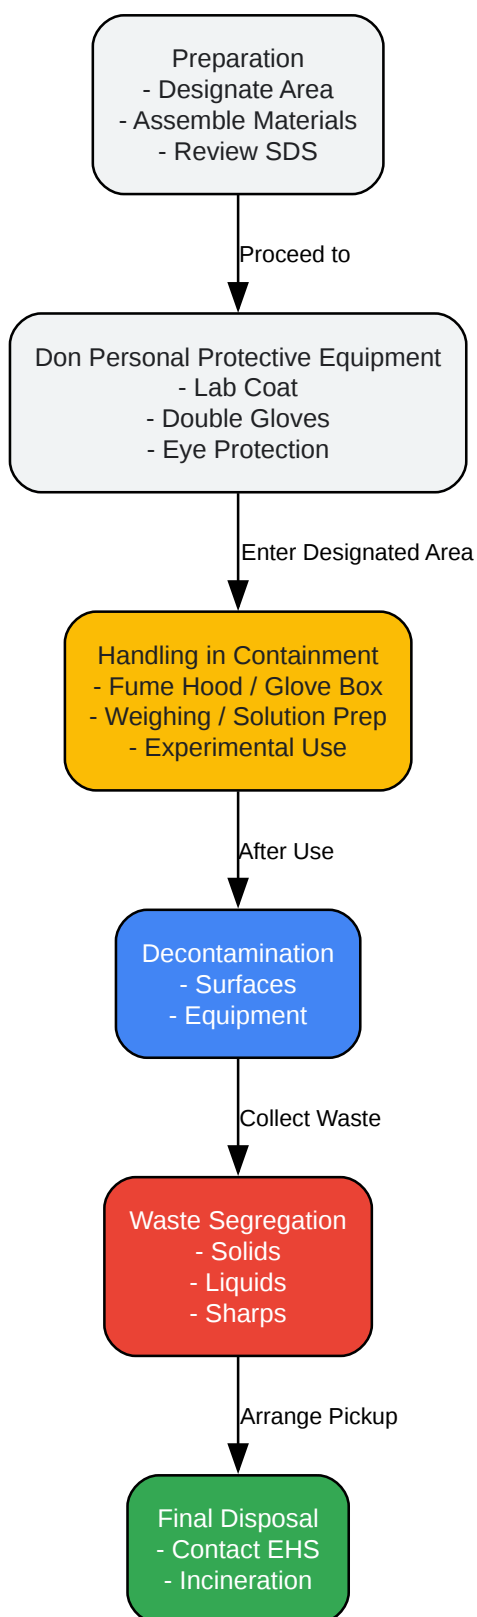 Preparation
- Designate Area
- Assemble Materials
- Review SDS
Proceed to
Don Personal Protective Equipment
- Lab Coat
- Double Gloves
- Eye Protection
Enter Designated Area
Handling in Containment
- Fume Hood / Glove Box
- Weighing / Solution Prep
- Experimental Use
After Use
Decontamination
- Surfaces
- Equipment
Collect Waste
Waste Segregation
- Solids
- Liquids
- Sharps
Arrange Pickup
Final Disposal
- Contact EHS
- Incineration